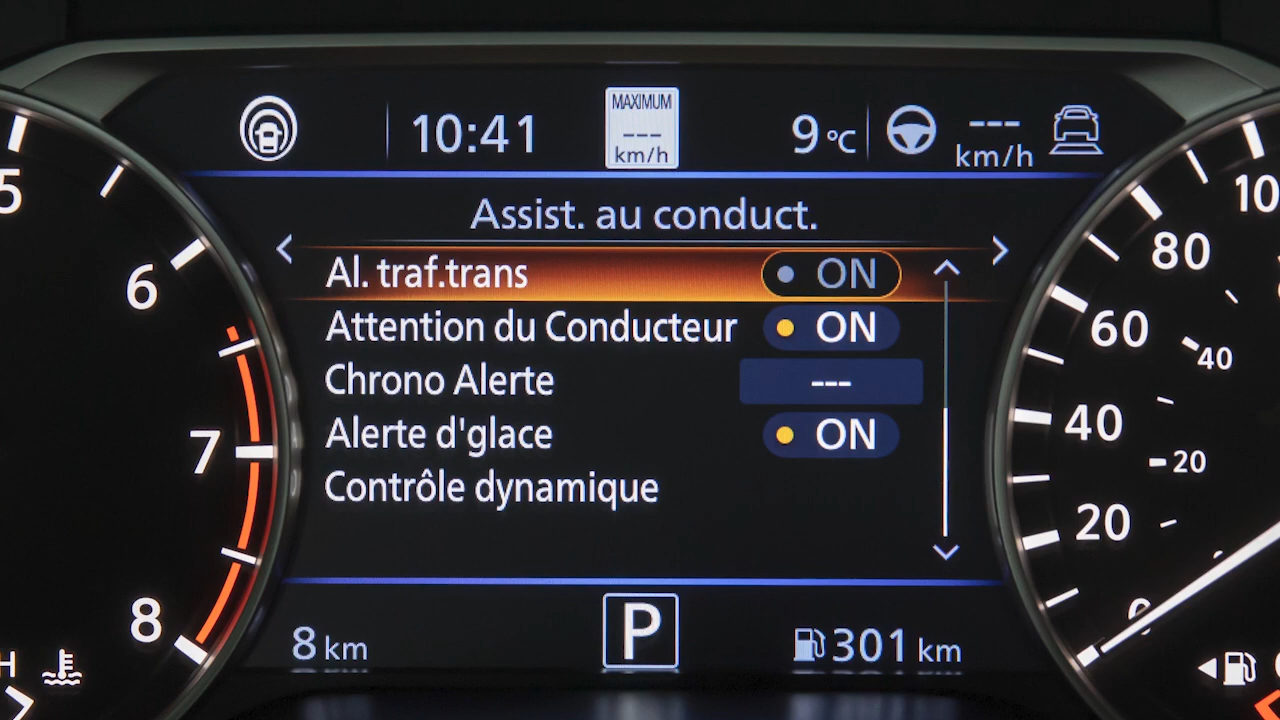 10:41
MAXIMUM
---
km/h
9 °C
---
km/h
Assist. au conduct.
Al. traf.trans ON
Attention du Conducteur ON
Chrono Alerte ---
Alerte d'glace ON
Contrôle dynamique
8 km
P
301 km
5
6
7
8
H
10
80
60
40
20
0
40
20